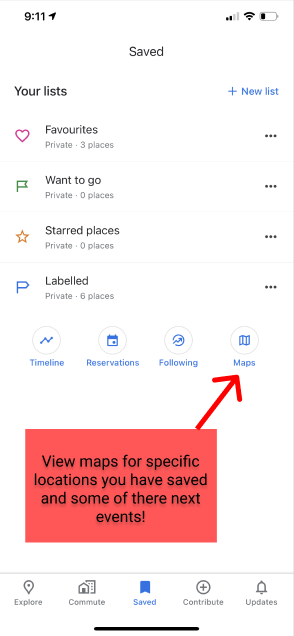 9:11
Saved
Your lists
+ New list
Favourites
Private · 3 places
Want to go
Private · 0 places
Starred places
Private · 0 places
Labelled
Private · 6 places
Timeline Reservations Following Maps
View maps for specific
locations you have saved
and some of there next
events!
Explore Commute Saved Contribute Updates